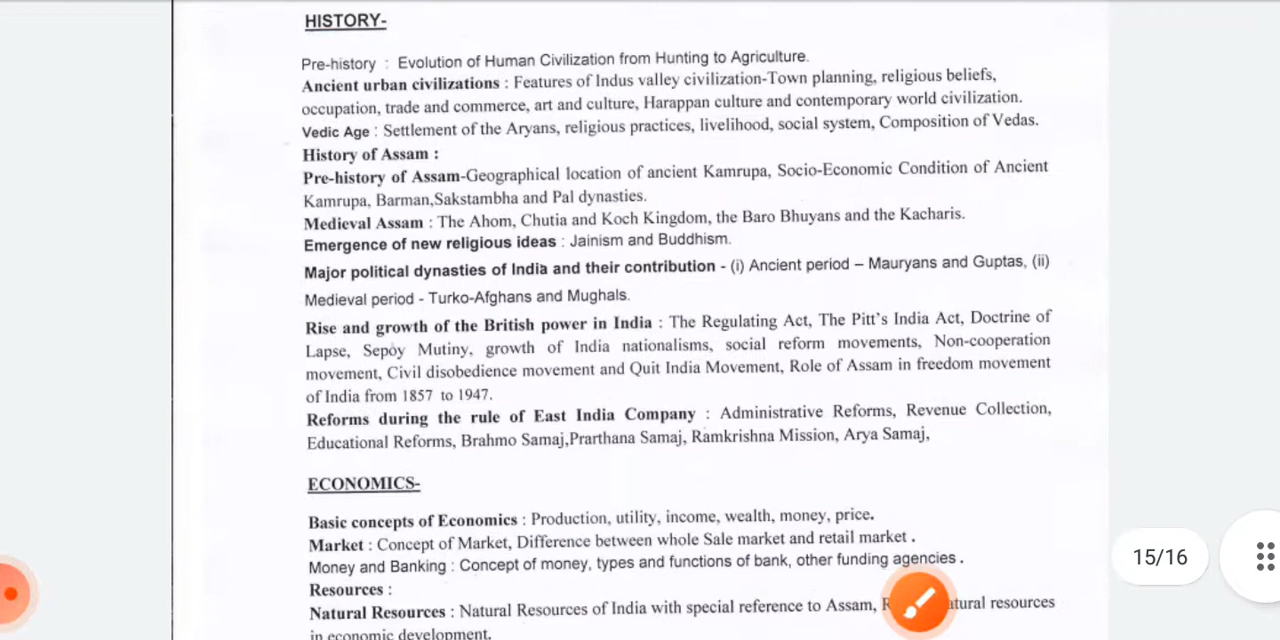 HISTORY-
Pre-history : Evolution of Human Civilization from Hunting to Agriculture.
Ancient urban civilizations : Features of Indus valley civilization-Town planning, religious beliefs,
occupation, trade and commerce, art and culture, Harappan culture and contemporary world civilization.
Vedic Age : Settlement of the Aryans, religious practices, livelihood, social system, Composition of Vedas.
History of Assam :
Pre-history of Assam-Geographical location of ancient Kamrupa, Socio-Economic Condition of Ancient
Kamrupa, Barman,Sakstambha and Pal dynasties.
Medieval Assam : The Ahom, Chutia and Koch Kingdom, the Baro Bhuyans and the Kacharis.
Emergence of new religious ideas : Jainism and Buddhism.
Major political dynasties of India and their contribution - (i) Ancient period – Mauryans and Guptas, (ii)
Medieval period - Turko-Afghans and Mughals.
Rise and growth of the British power in India : The Regulating Act, The Pitt's India Act, Doctrine of
Lapse, Sepoy Mutiny, growth of India nationalisms, social reform movements, Non-cooperation
movement, Civil disobedience movement and Quit India Movement, Role of Assam in freedom movement
of India from 1857 to 1947.
Reforms during the rule of East India Company : Administrative Reforms, Revenue Collection,
Educational Reforms, Brahmo Samaj,Prarthana Samaj, Ramkrishna Mission, Arya Samaj,
ECONOMICS-
Basic concepts of Economics : Production, utility, income, wealth, money, price.
Market : Concept of Market, Difference between whole Sale market and retail market .
Money and Banking : Concept of money, types and functions of bank, other funding agencies .
Resources :
Natural Resources : Natural Resources of India with special reference to Assam, resources
in economic development.
15/16